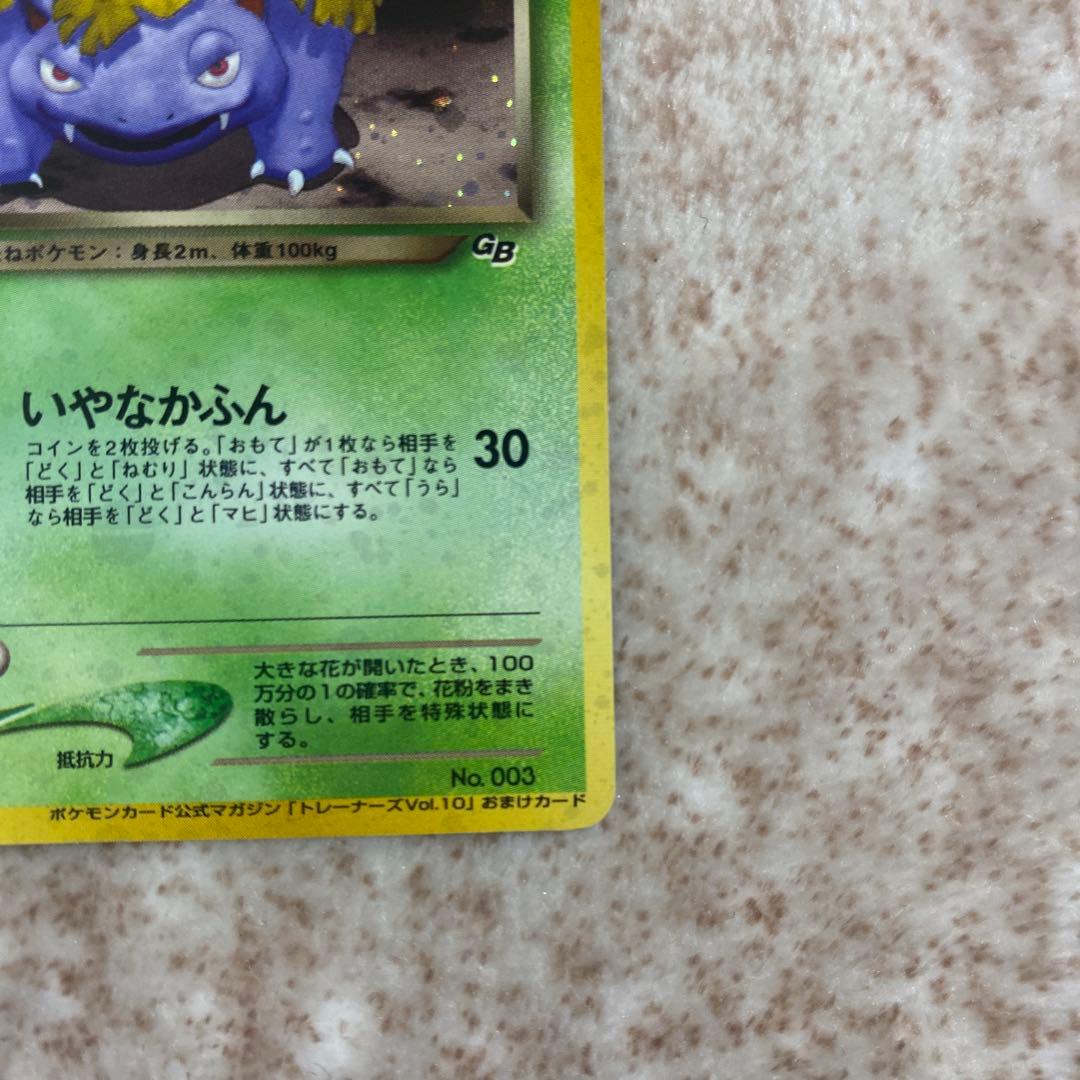 ねポケモン：身長2m、体重100kg
GB
いやなかふん
コインを2枚投げる。「おもて」が1枚なら相手を
「どく」と「ねむり」状態に、すべて「おもて」なら
相手を「どく」と「こんらん」状態に、すべて「うら」
なら相手を「どく」と「マヒ」状態にする。
30
大きな花が開いたとき、100
万分の1の確率で、花粉をまき
散らし、相手を特殊状態に
する。
抵抗力
No. 003
ポケモンカード公式マガジン「トレーナーズVol.10」おまけカード